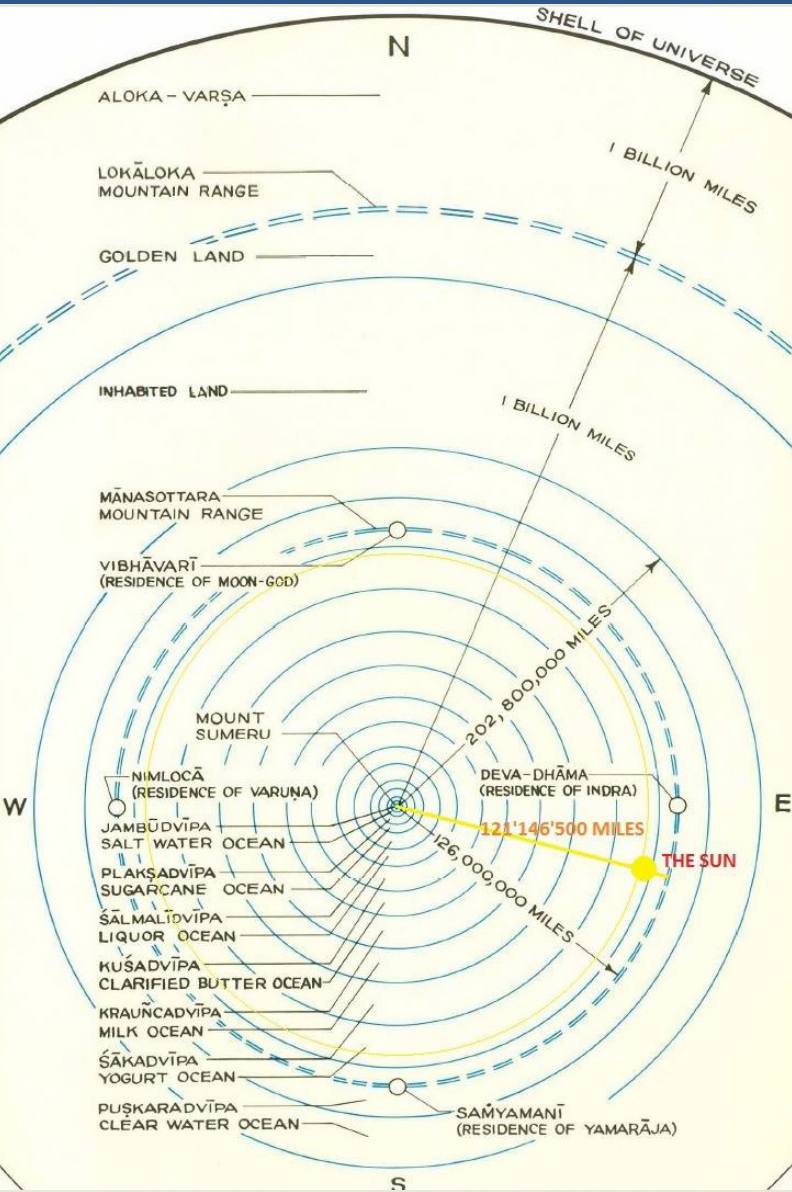 SHELL OF UNIVERSE
N
ALOKA – VARṢA
1 BILLION MILES
LOKĀLOKA
MOUNTAIN RANGE
GOLDEN LAND
INHABITED LAND
1 BILLION MILES
MĀNASOTTARA
MOUNTAIN RANGE
VIBHĀVARĪ
(RESIDENCE OF MOON-GOD)
202,800,000 MILES
MOUNT
SUMERU
NIMLOCĀ
(RESIDENCE OF VARUṆA)
DEVA-DHĀMA
(RESIDENCE OF INDRA)
W
E
JAMBŪDVĪPA
SALT WATER OCEAN
121'146'500 MILES
126,000,000 MILES
THE SUN
PLAKṢADVĪPA
SUGARCANE OCEAN
ŚĀLMALĪDVĪPA
LIQUOR OCEAN
KUŚADVĪPA
CLARIFIED BUTTER OCEAN
KRAUÑCADVĪPA
MILK OCEAN
ŚĀKADVĪPA
YOGURT OCEAN
PUṢKARADVĪPA
CLEAR WATER OCEAN
SAṀYAMANĪ
(RESIDENCE OF YAMARĀJA)
S